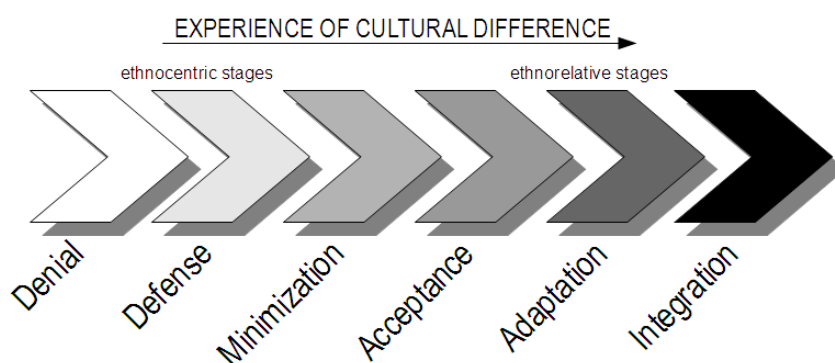 EXPERIENCE OF CULTURAL DIFFERENCE
ethnocentric stages
ethnorelative stages
Denial
Defense
Minimization
Acceptance
Adaptation
Integration